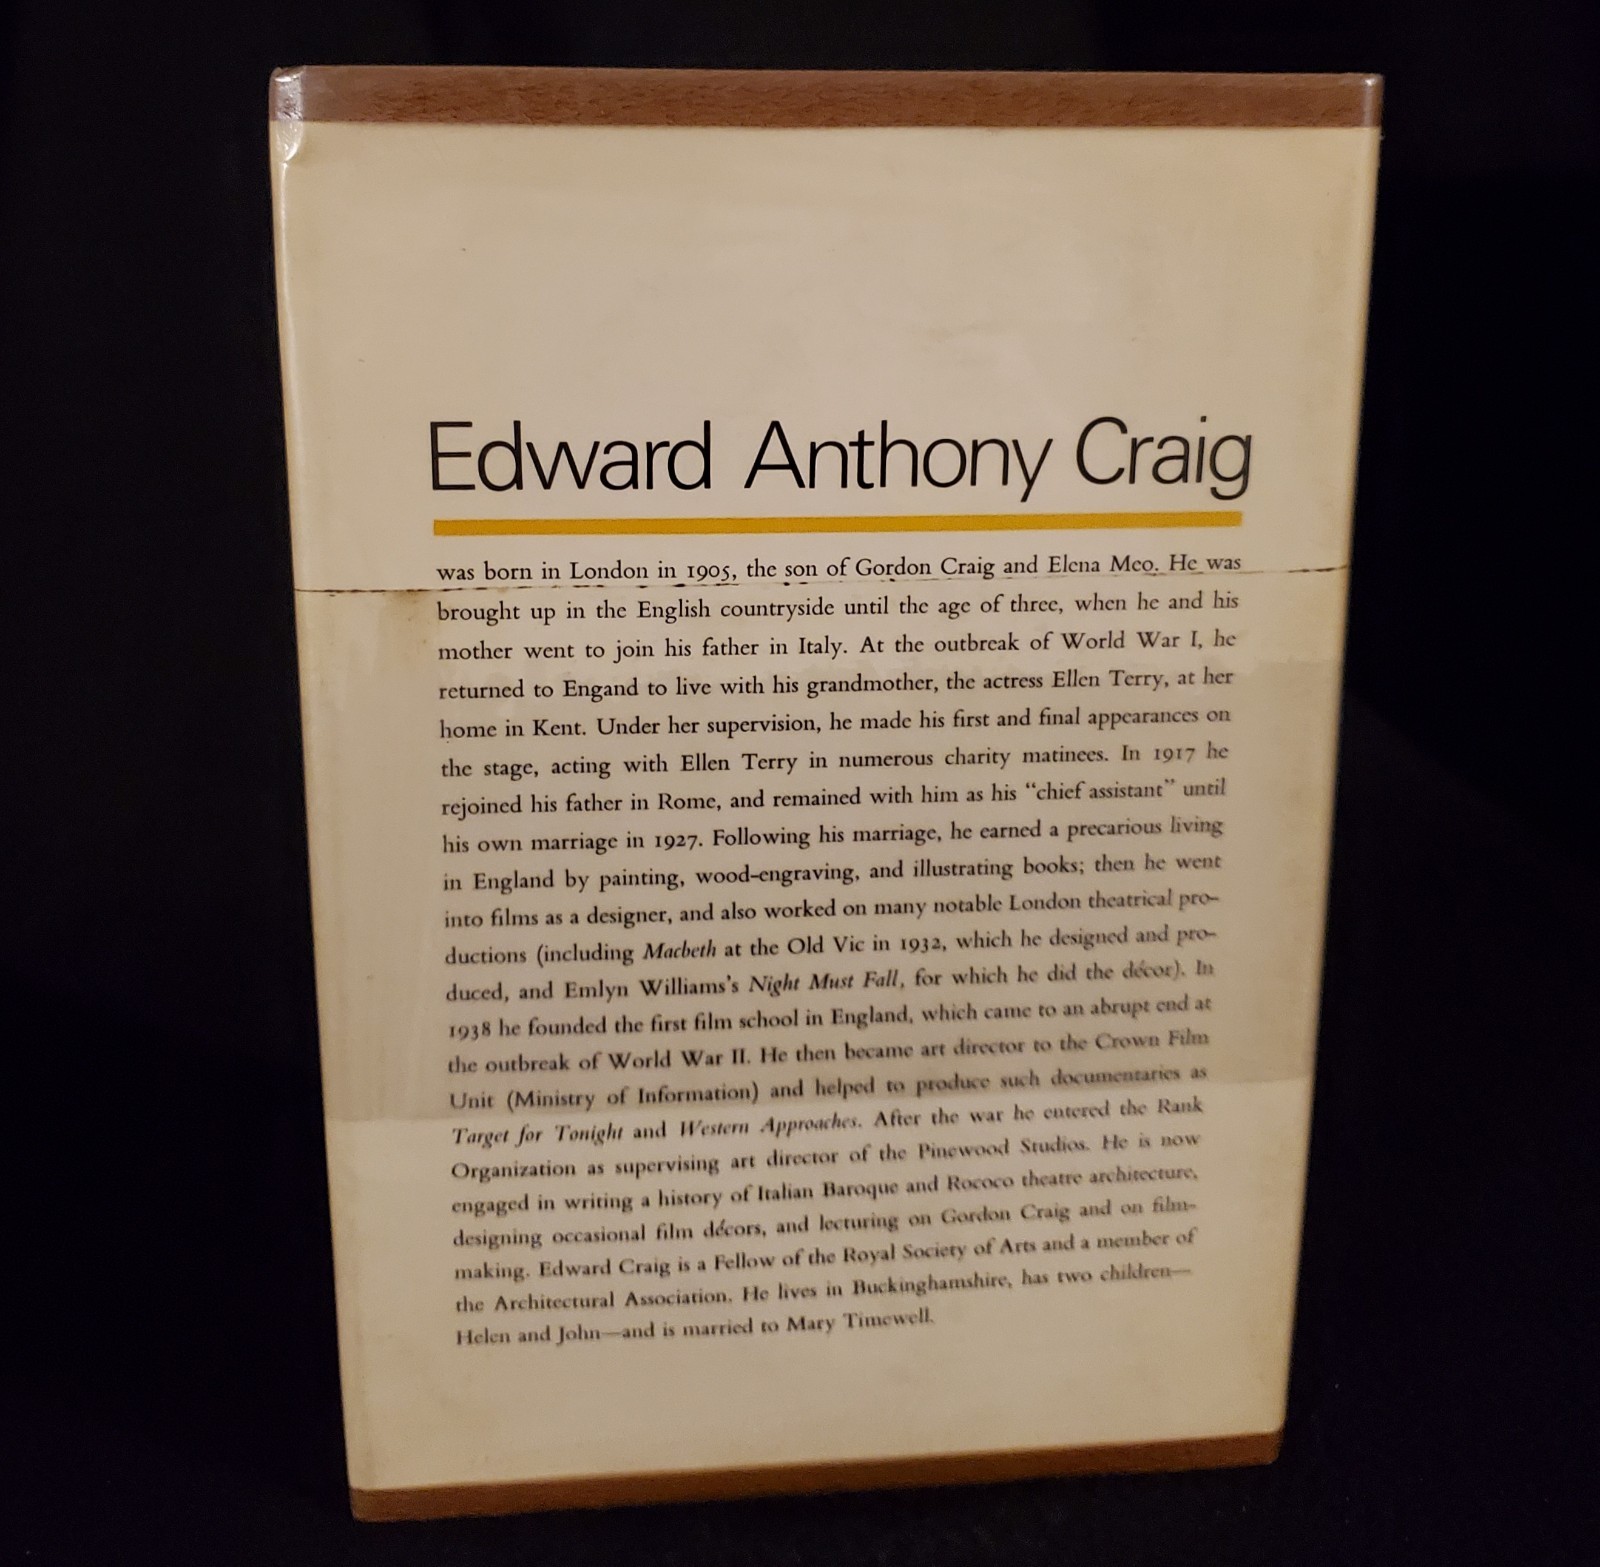 Edward Anthony Craig
was born in London in 1905, the son of Gordon Craig and Elena Meo. He was
brought up in the English countryside until the age of three, when he and his
mother went to join his father in Italy. At the outbreak of World War I, he
returned to Engand to live with his grandmother, the actress Ellen Terry, at her
home in Kent. Under her supervision, he made his first and final appearances on
the stage, acting with Ellen Terry in numerous charity matinees. In 1917 he
rejoined his father in Rome, and remained with him as his “chief assistant” until
his own marriage in 1927. Following his marriage, he earned a precarious living
in England by painting, wood-engraving, and illustrating books; then he went
into films as a designer, and also worked on many notable London theatrical pro-
ductions (including Macbeth at the Old Vic in 1932, which he designed and pro-
duced, and Emlyn Williams's Night Must Fall, for which he did the décor). In
1938 he founded the first film school in England, which came to an abrupt end at
the outbreak of World War II. He then became art director to the Crown Film
Unit (Ministry of Information) and helped to produce such documentaries as
Target for Tonight and Western Approaches. After the war he entered the Rank
Organization as supervising art director of the Pinewood Studios. He is now
engaged in writing a history of Italian Baroque and Rococo theatre architecture,
designing occasional film décors, and lecturing on Gordon Craig and on film-
making. Edward Craig is a Fellow of the Royal Society of Arts and a member of
the Architectural Association. He lives in Buckinghamshire, has two children—
Helen and John—and is married to Mary Timewell.